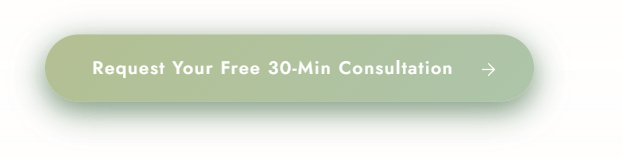 Request Your Free 30-Min Consultation →